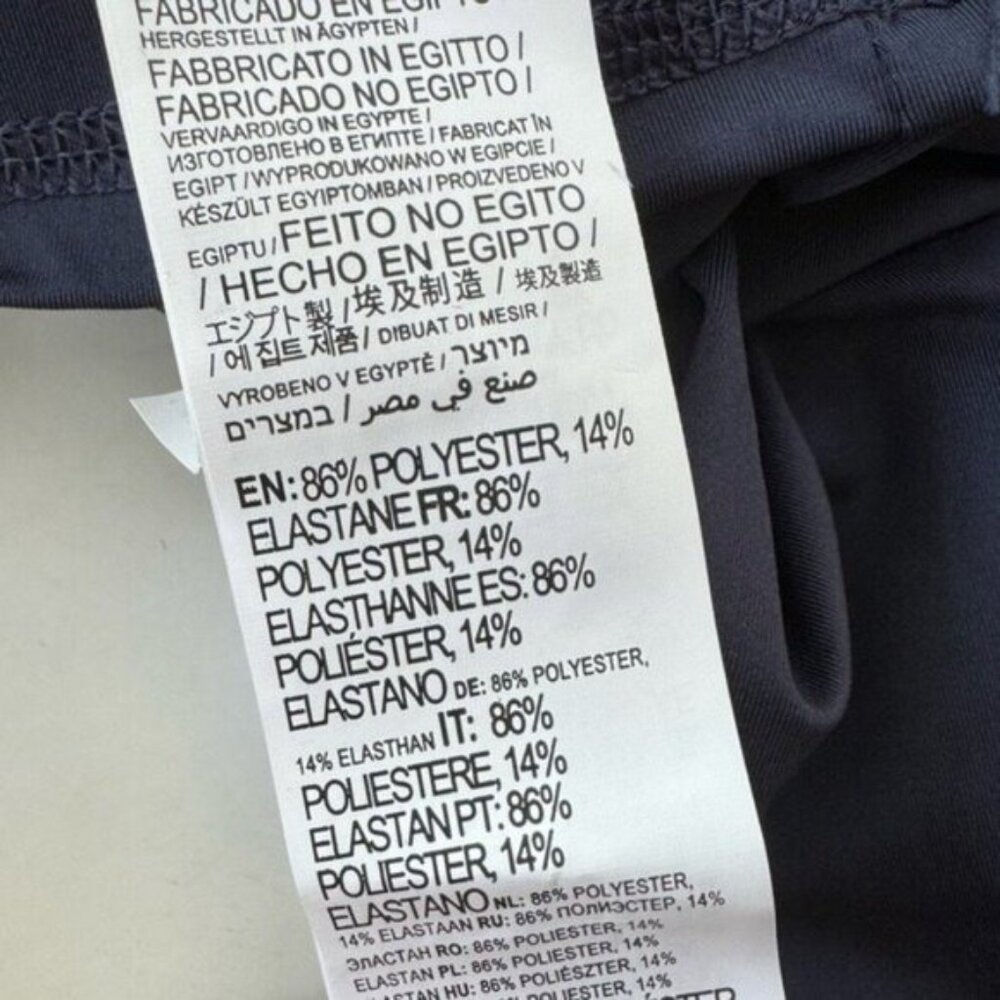 FABRICADO EN EGIPTO
HERGESTELLT IN ÄGYPTEN /
FABBRICATO IN EGITTO /
FABRICADO NO EGIPTO /
VERVAARDIGO IN EGYPTE /
ИЗГОТОВЛЕНО В ЕГИПТЕ / FABRICAT ÎN
EGIPT / WYPRODUKOWANO W EGIPCIE /
KÉSZÜLT EGYIPTOMBAN / PROIZVEDENO V
EGIPTU / FEITO NO EGITO
/ HECHO EN EGIPTO /
エジプト製 / 埃及制造 / 埃及製造
/ 에 집트 제품 / DIBUAT DI MESIR /
VYROBENO V EGYPTĚ / מיוצר
במצרים / صنع في مصر
EN: 86% POLYESTER, 14%
ELASTANE FR: 86%
POLYESTER, 14%
ELASTHANNE ES: 86%
POLIÉSTER, 14%
ELASTANO DE: 86% POLYESTER,
14% ELASTHAN IT: 86%
POLIESTERE, 14%
ELASTAN PT: 86%
POLIESTER, 14%
ELASTANO NL: 86% POLYESTER,
14% ELASTAAN RU: 86% ПОЛИЭСТЕР, 14%
ЭЛАСТАН RO: 86% POLIESTER, 14%
ELASTAN PL: 86% POLIESTER, 14%
ELASTAN HU: 86% POLIÉSZTER, 14%
POLIESTER, 14%